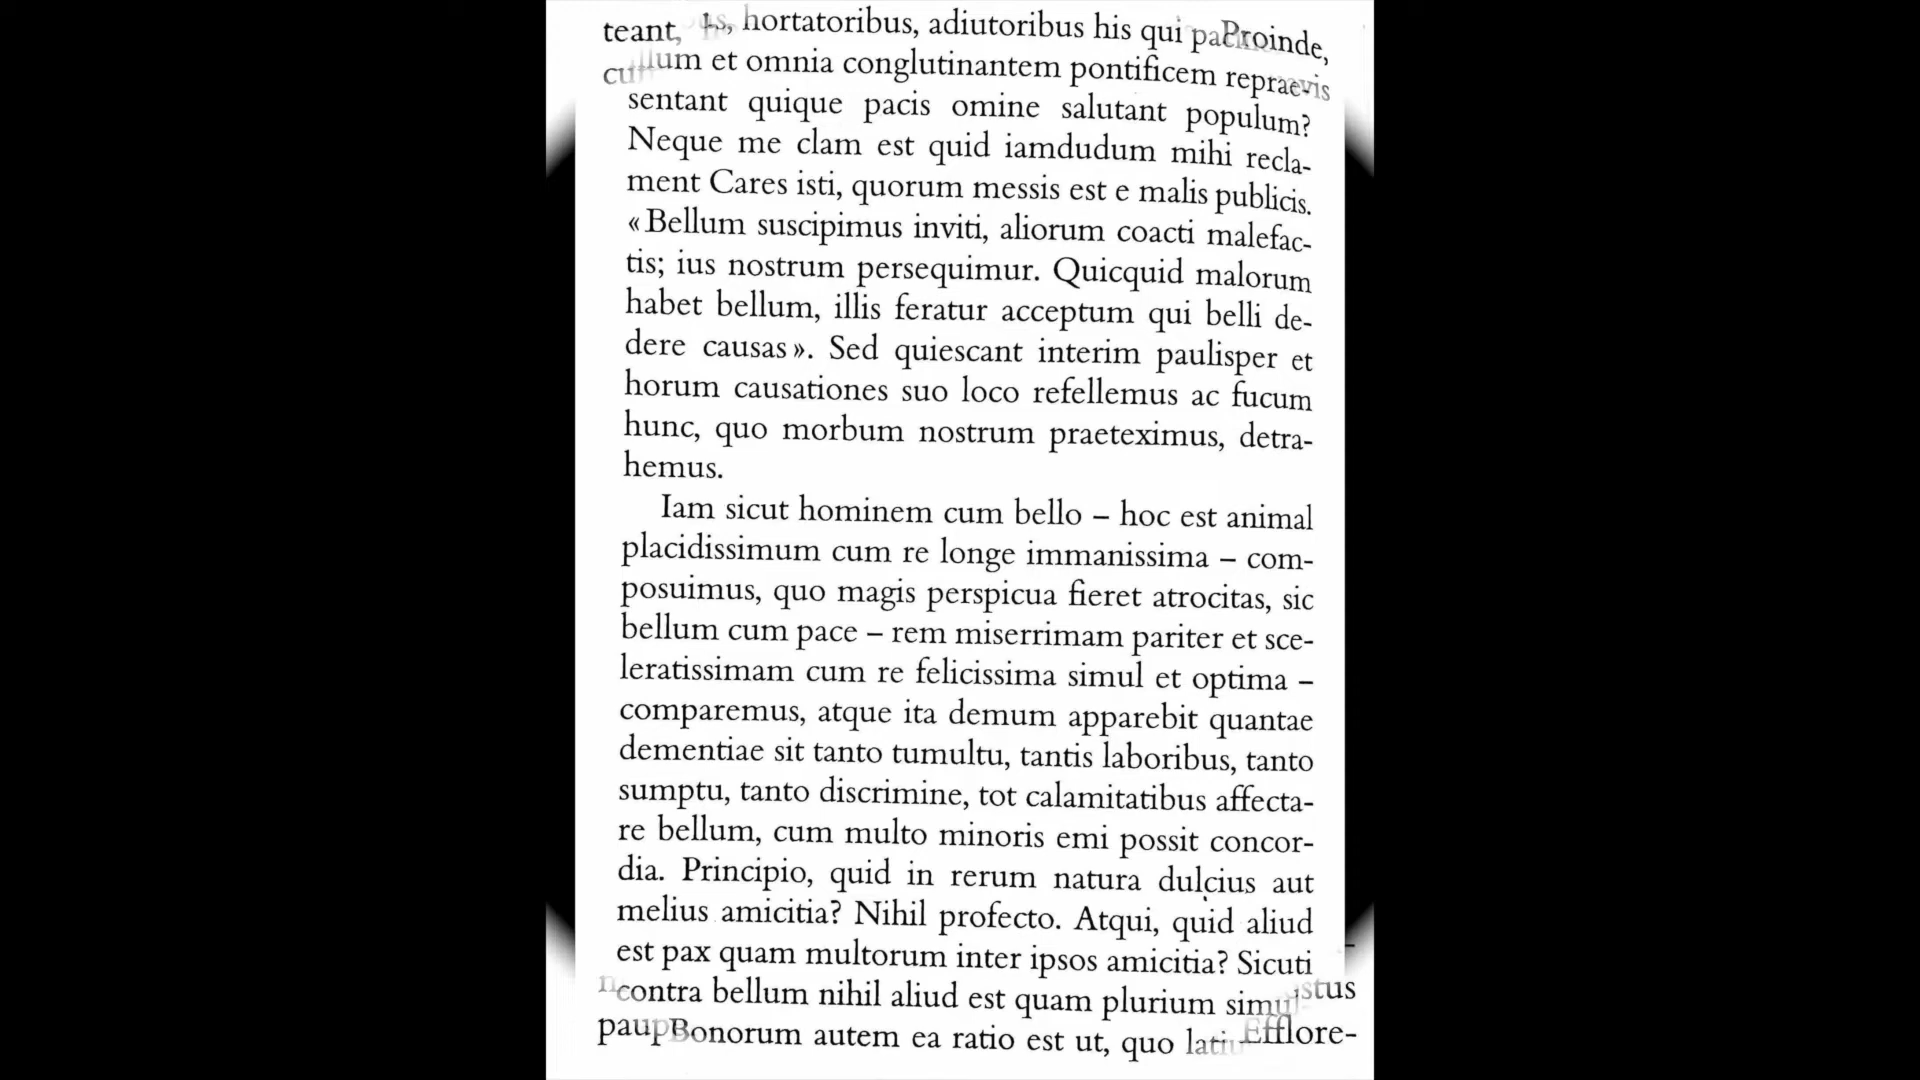 teant, hortatoribus, adiutoribus his qui Proinde,
et omnia conglutinantem pontificem
sentant quique pacis omine salutant populum?
Neque me clam est quid iamdudum mihi recla-
ment Cares isti, quorum messis est e malis publicis.
«Bellum suscipimus inviti, aliorum coacti malefac-
tis; ius nostrum persequimur. Quicquid malorum
habet bellum, illis feratur acceptum qui belli de-
dere causas». Sed quiescant interim paulisper et
horum causationes suo loco refellemus ac fucum
hunc, quo morbum nostrum praeteximus, detra-
hemus.
Iam sicut hominem cum bello – hoc est animal
placidissimum cum re longe immanissima – com-
posuimus, quo magis perspicua fieret atrocitas, sic
bellum cum pace – rem miserrimam pariter et sce-
leratissimam cum re felicissima simul et optima –
comparemus, atque ita demum apparebit quantae
dementiae sit tanto tumultu, tantis laboribus, tanto
sumptu, tanto discrimine, tot calamitatibus affecta-
re bellum, cum multo minoris emi possit concor-
dia. Principio, quid in rerum natura dulcius aut
melius amicitia? Nihil profecto. Atqui, quid aliud
est pax quam multorum inter ipsos amicitia? Sicuti
contra bellum nihil aliud est quam plurium
Bonorum autem ea ratio est ut, quo Efflore-